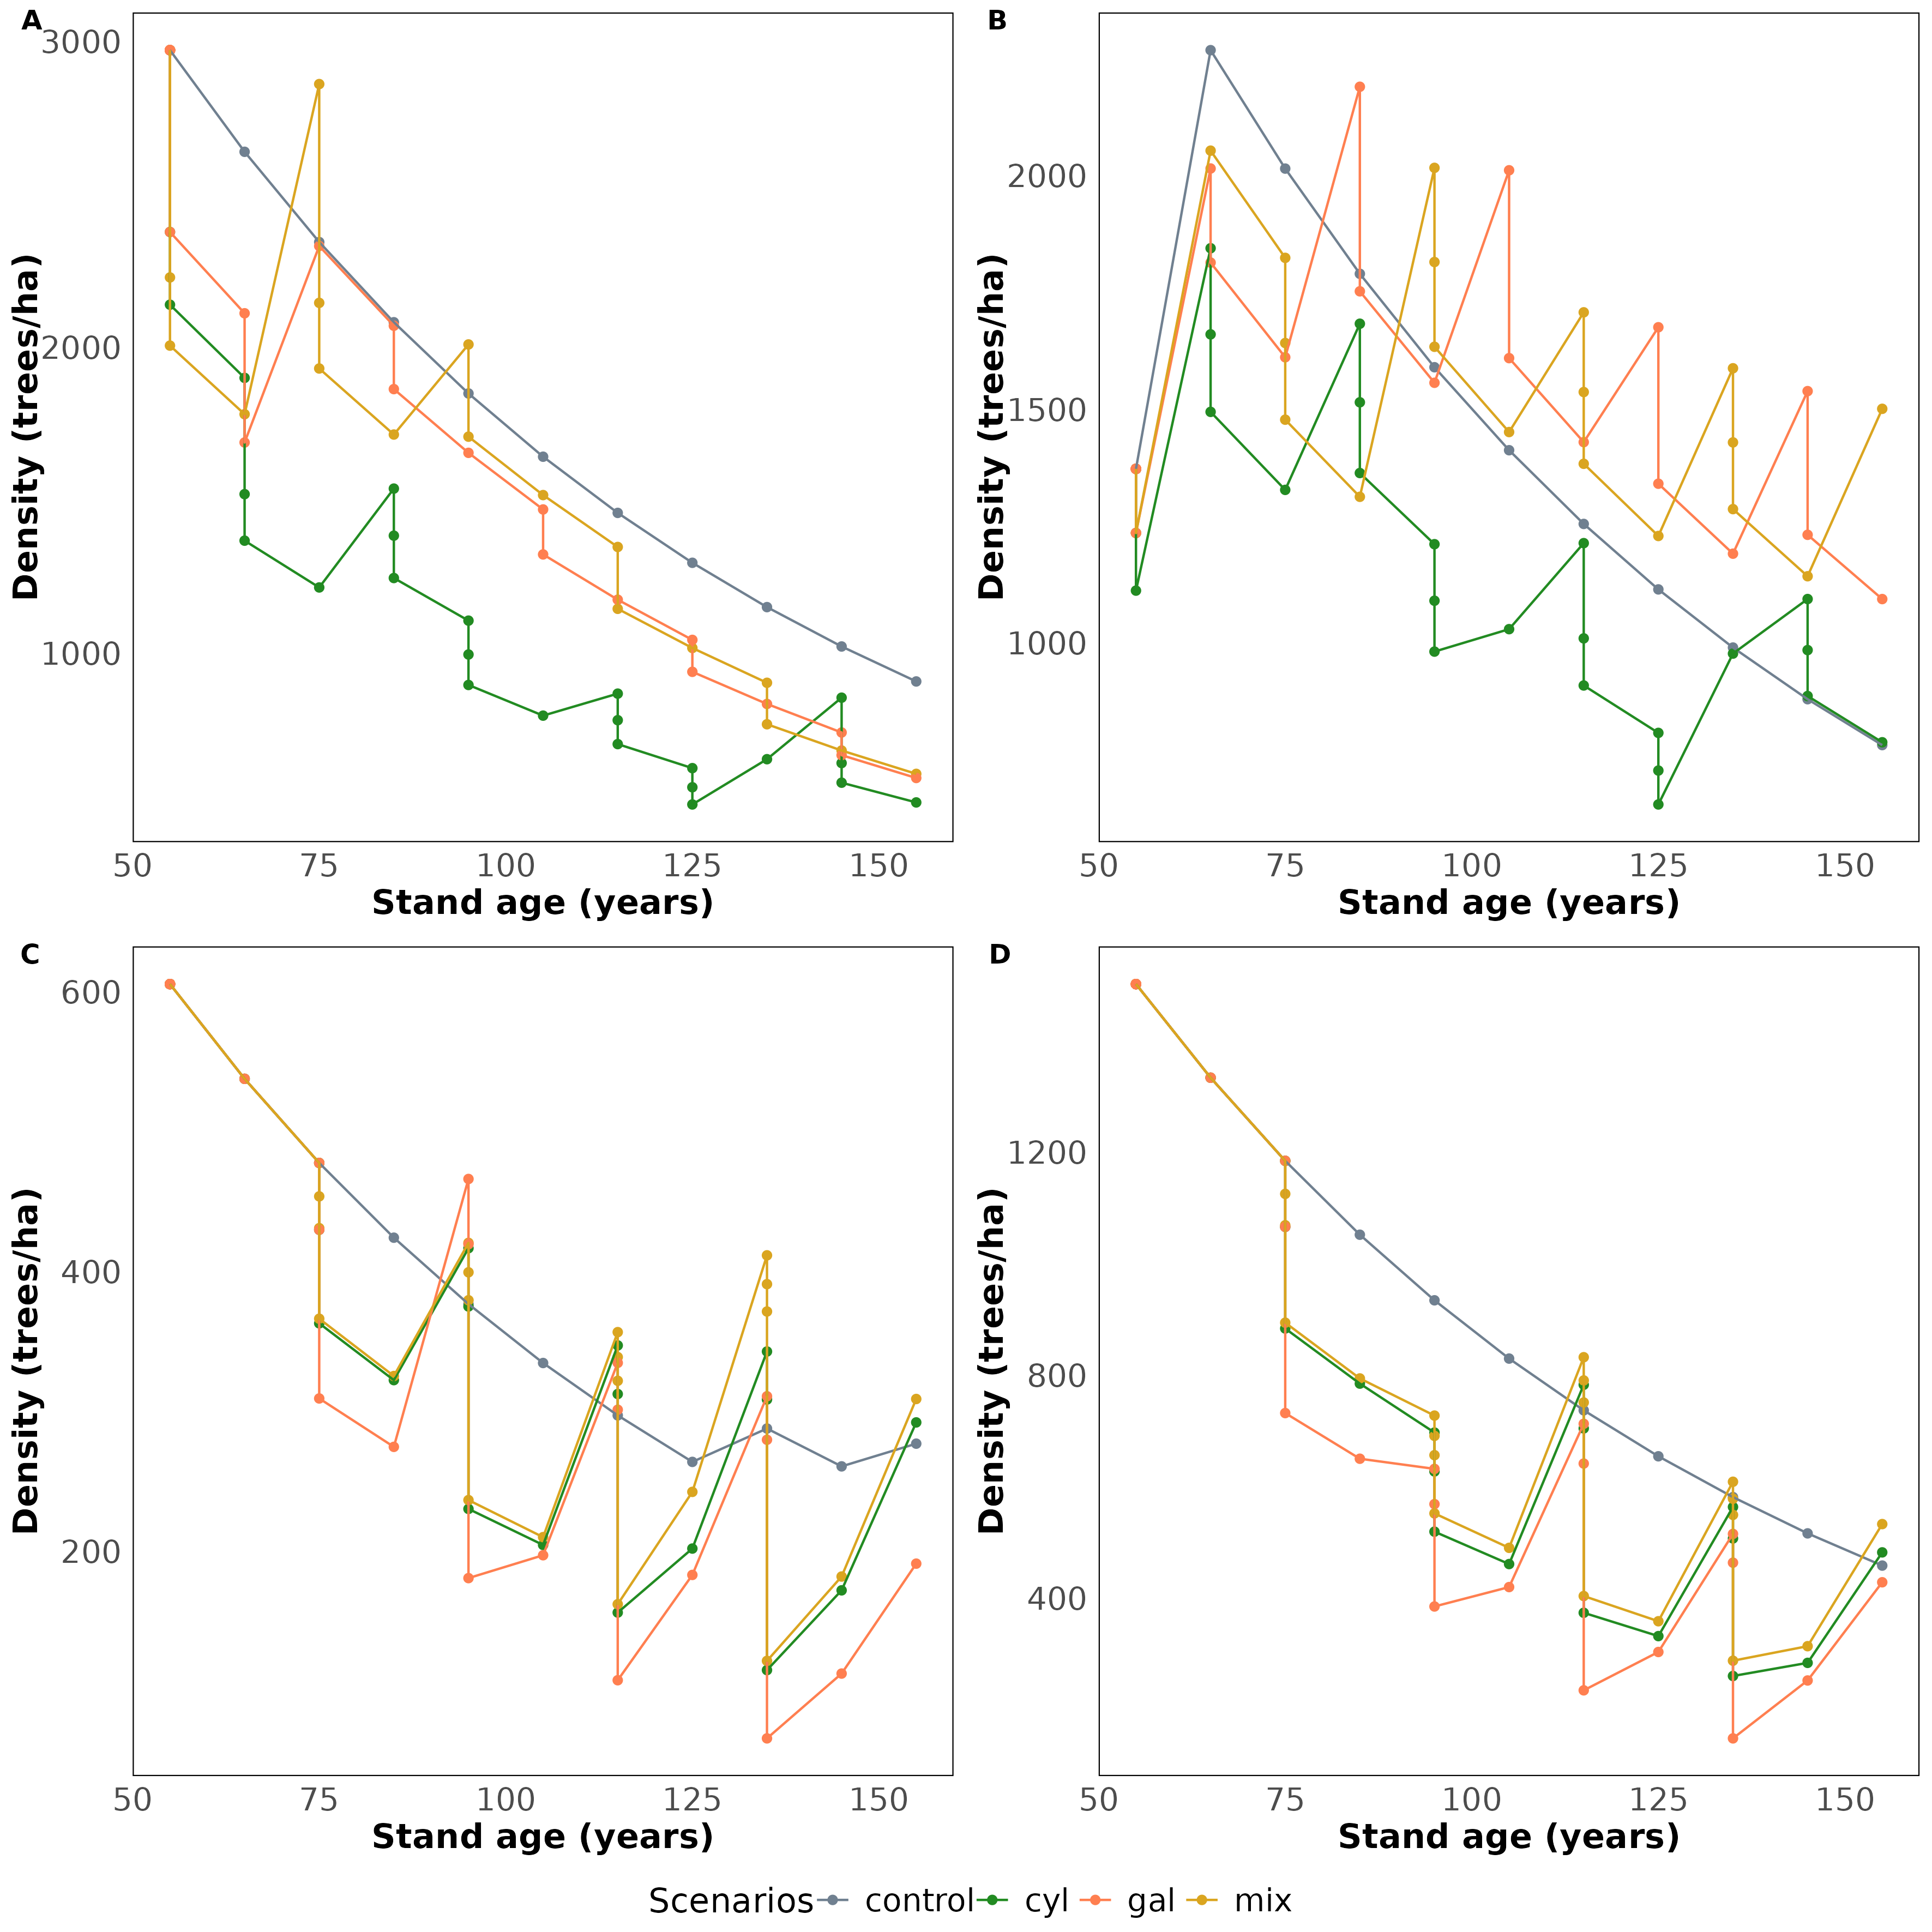 A
B
3000
2000
1000
Density (trees/ha)
50 75 100 125 150
Stand age (years)
2000
1500
1000
Density (trees/ha)
50 75 100 125 150
Stand age (years)
C
D
600
400
200
Density (trees/ha)
50 75 100 125 150
Stand age (years)
1200
800
400
Density (trees/ha)
50 75 100 125 150
Stand age (years)
Scenarios control cyl gal mix